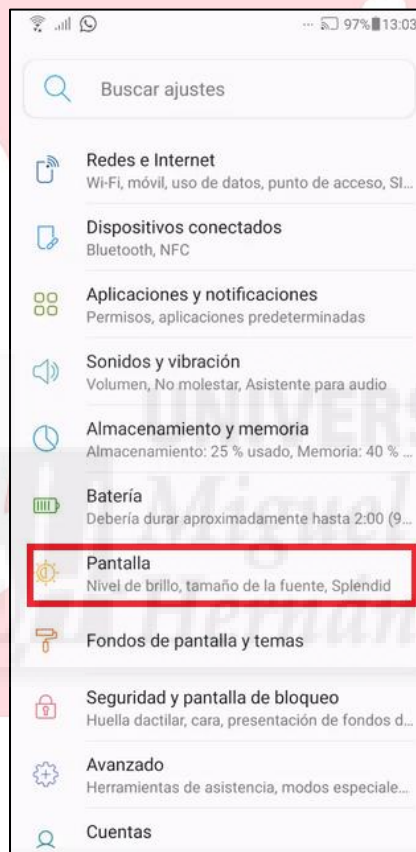 ... 97% 13:03
Buscar ajustes
Redes e Internet
Wi-Fi, móvil, uso de datos, punto de acceso, SI...
Dispositivos conectados
Bluetooth, NFC
Aplicaciones y notificaciones
Permisos, aplicaciones predeterminadas
Sonidos y vibración
Volumen, No molestar, Asistente para audio
Almacenamiento y memoria
Almacenamiento: 25 % usado, Memoria: 40 % ...
Batería
Debería durar aproximadamente hasta 2:00 (9...
Pantalla
Nivel de brillo, tamaño de la fuente, Splendid
Fondos de pantalla y temas
Seguridad y pantalla de bloqueo
Huella dactilar, cara, presentación de fondos d...
Avanzado
Herramientas de asistencia, modos especiale...
Cuentas
UNIVERS
Miguel
Hernán